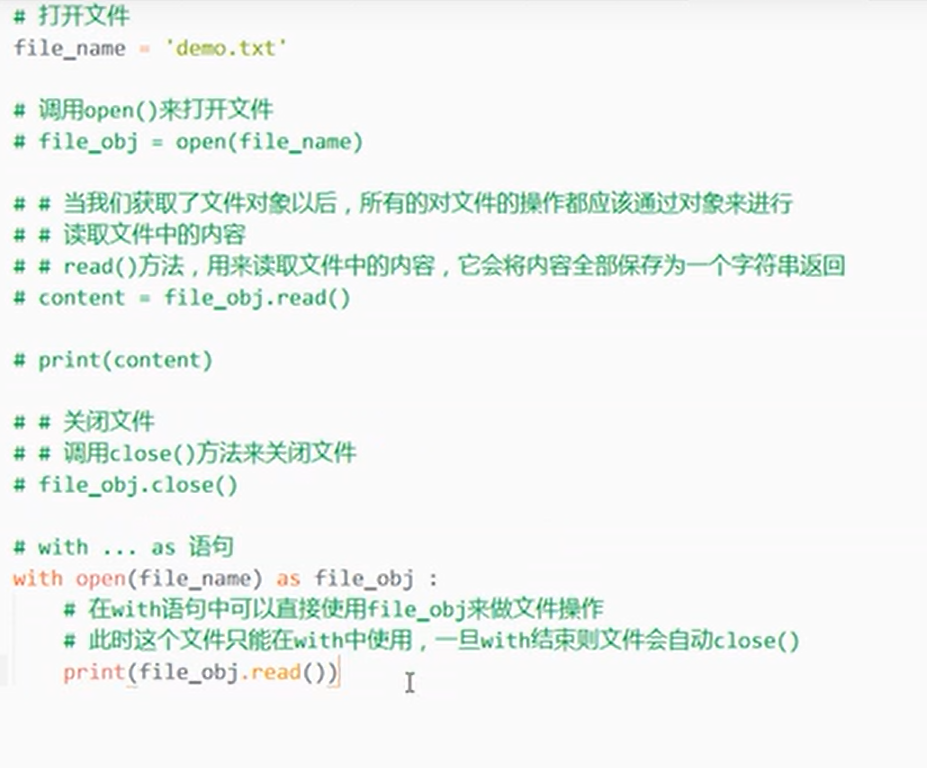 # 打开文件
file_name = 'demo.txt'
# 调用open()来打开文件
# file_obj = open(file_name)
# # 当我们获取了文件对象以后，所有的对文件的操作都应该通过对象来进行
# # 读取文件中的内容
# # read()方法，用来读取文件中的内容，它会将内容全部保存为一个字符串返回
# content = file_obj.read()
# print(content)
# # 关闭文件
# # 调用close()方法来关闭文件
# file_obj.close()
# with ... as 语句
with open(file_name) as file_obj :
# 在with语句中可以直接使用file_obj来做文件操作
# 此时这个文件只能在with中使用，一旦with结束则文件会自动close()
print(file_obj.read())